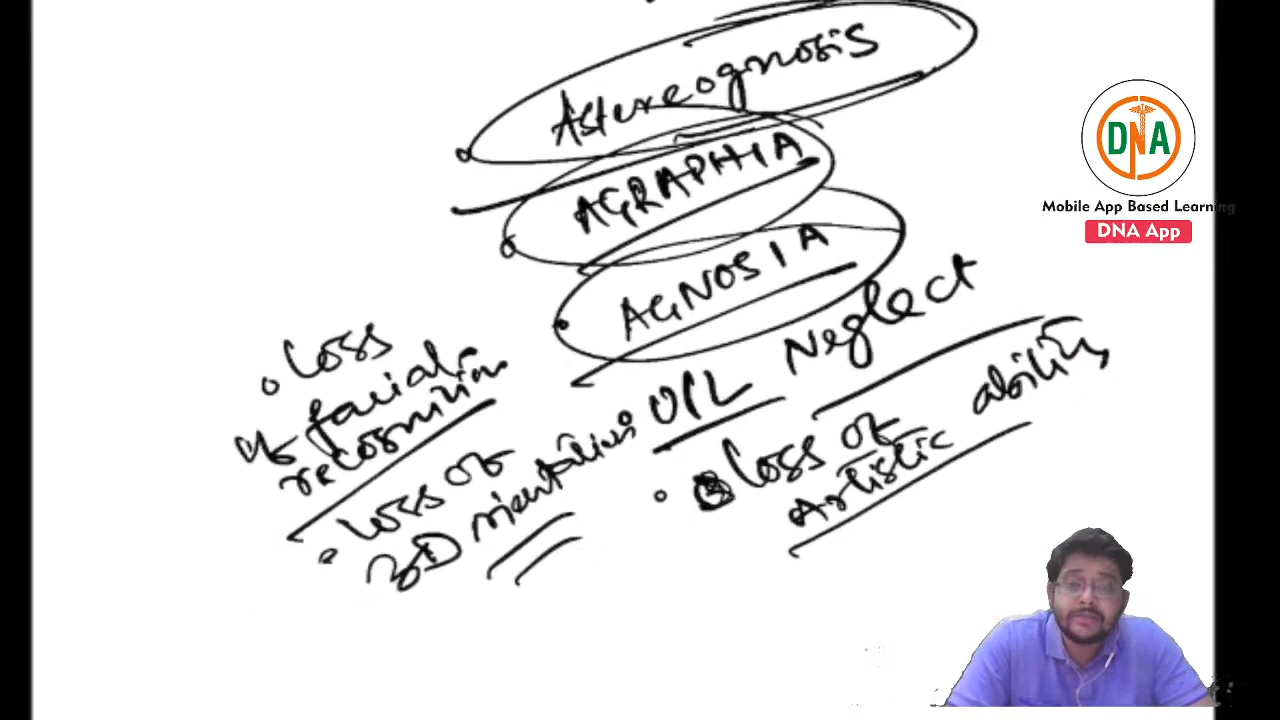 Astereognosis
AGRAPHIA
AGNOSIA
U/L Neglect
Loss
of facial
recognition
Loss of
3D orientation
Loss of
Artistic ability
DNA
Mobile App Based Learning
DNA App